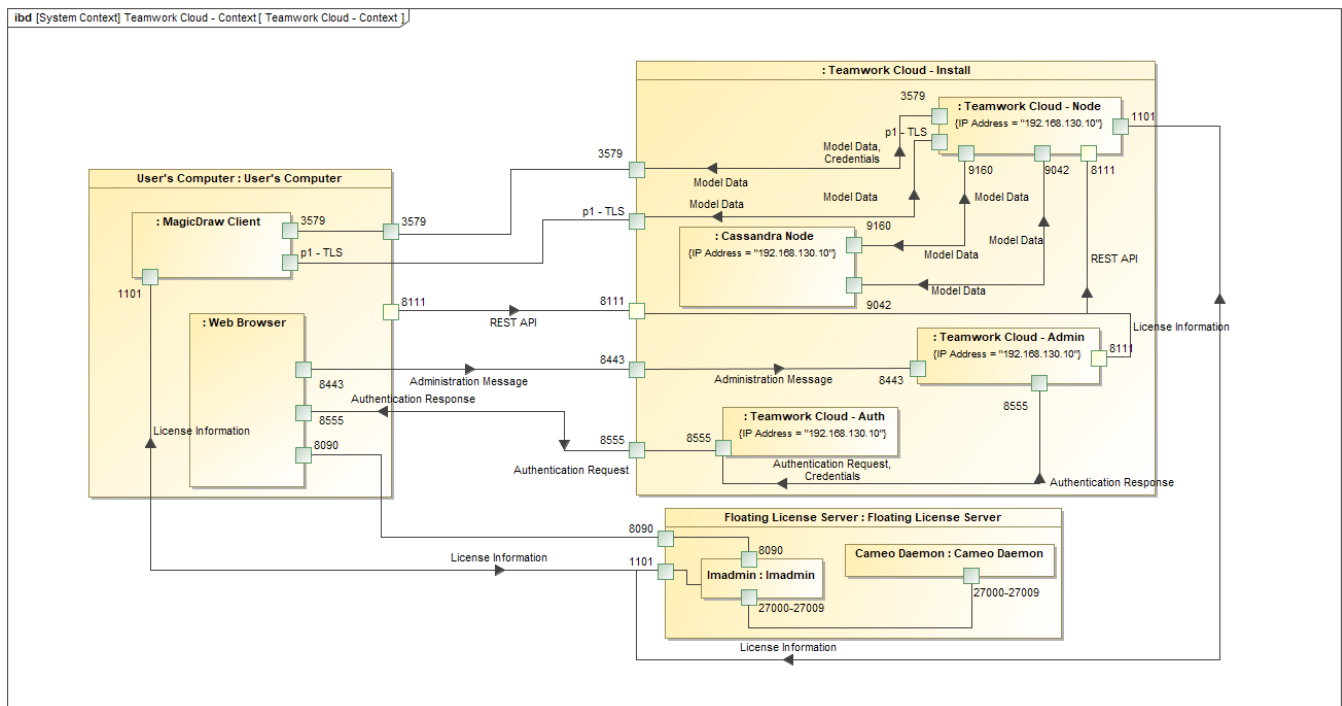 ibd [System Context] Teamwork Cloud - Context [ Teamwork Cloud - Context ]
: Teamwork Cloud - Install
3579
: Teamwork Cloud - Node
{IP Address = "192.168.130.10"}
1101
p1 - TLS
Model Data,
Credentials
3579
9160
9042
8111
User's Computer : User's Computer
Model Data
Model Data
Model Data
: MagicDraw Client
3579
3579
p1 - TLS
Model Data
9160
: Cassandra Node
{IP Address = "192.168.130.10"}
Model Data
Model Data
p1 - TLS
REST API
1101
Model Data
8111
8111
9042
: Web Browser
REST API
License Information
: Teamwork Cloud - Admin
{IP Address = "192.168.130.10"}
8111
8443
8443
Administration Message
Administration Message
8443
Authentication Response
8555
: Teamwork Cloud - Auth
{IP Address = "192.168.130.10"}
8555
License Information
8090
8555
8555
Authentication Request
Authentication Request,
Credentials
Authentication Response
Floating License Server : Floating License Server
8090
8090
License Information
1101
lmadmin : lmadmin
Cameo Daemon : Cameo Daemon
27000-27009
27000-27009
License Information